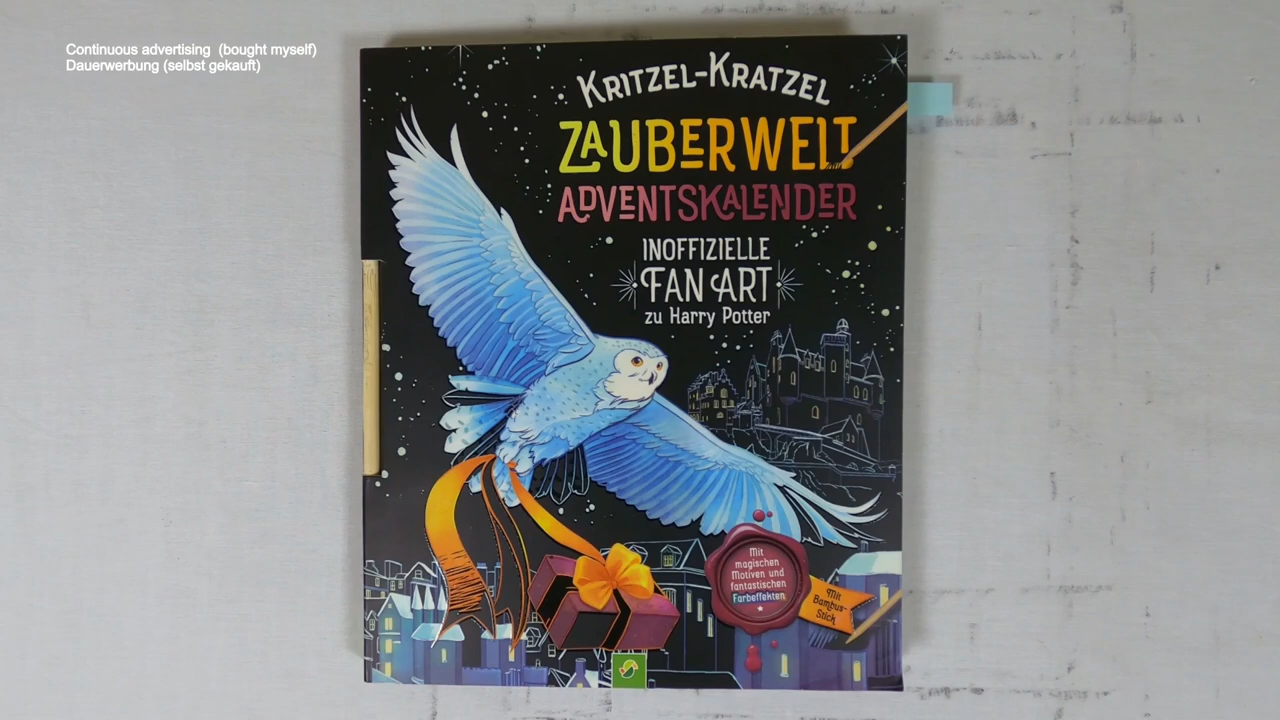 Continuous advertising (bought myself)
Dauerwerbung (selbst gekauft)
KRITZEL-KRATZEL
ZAUBERWELT
ADVENTSKALENDER
INOFFIZIELLE
FAN ART
zu Harry Potter
Mit
magischen
Motiven und
fantastischen
Farbeffekten
Mit
Bambus-
Stick